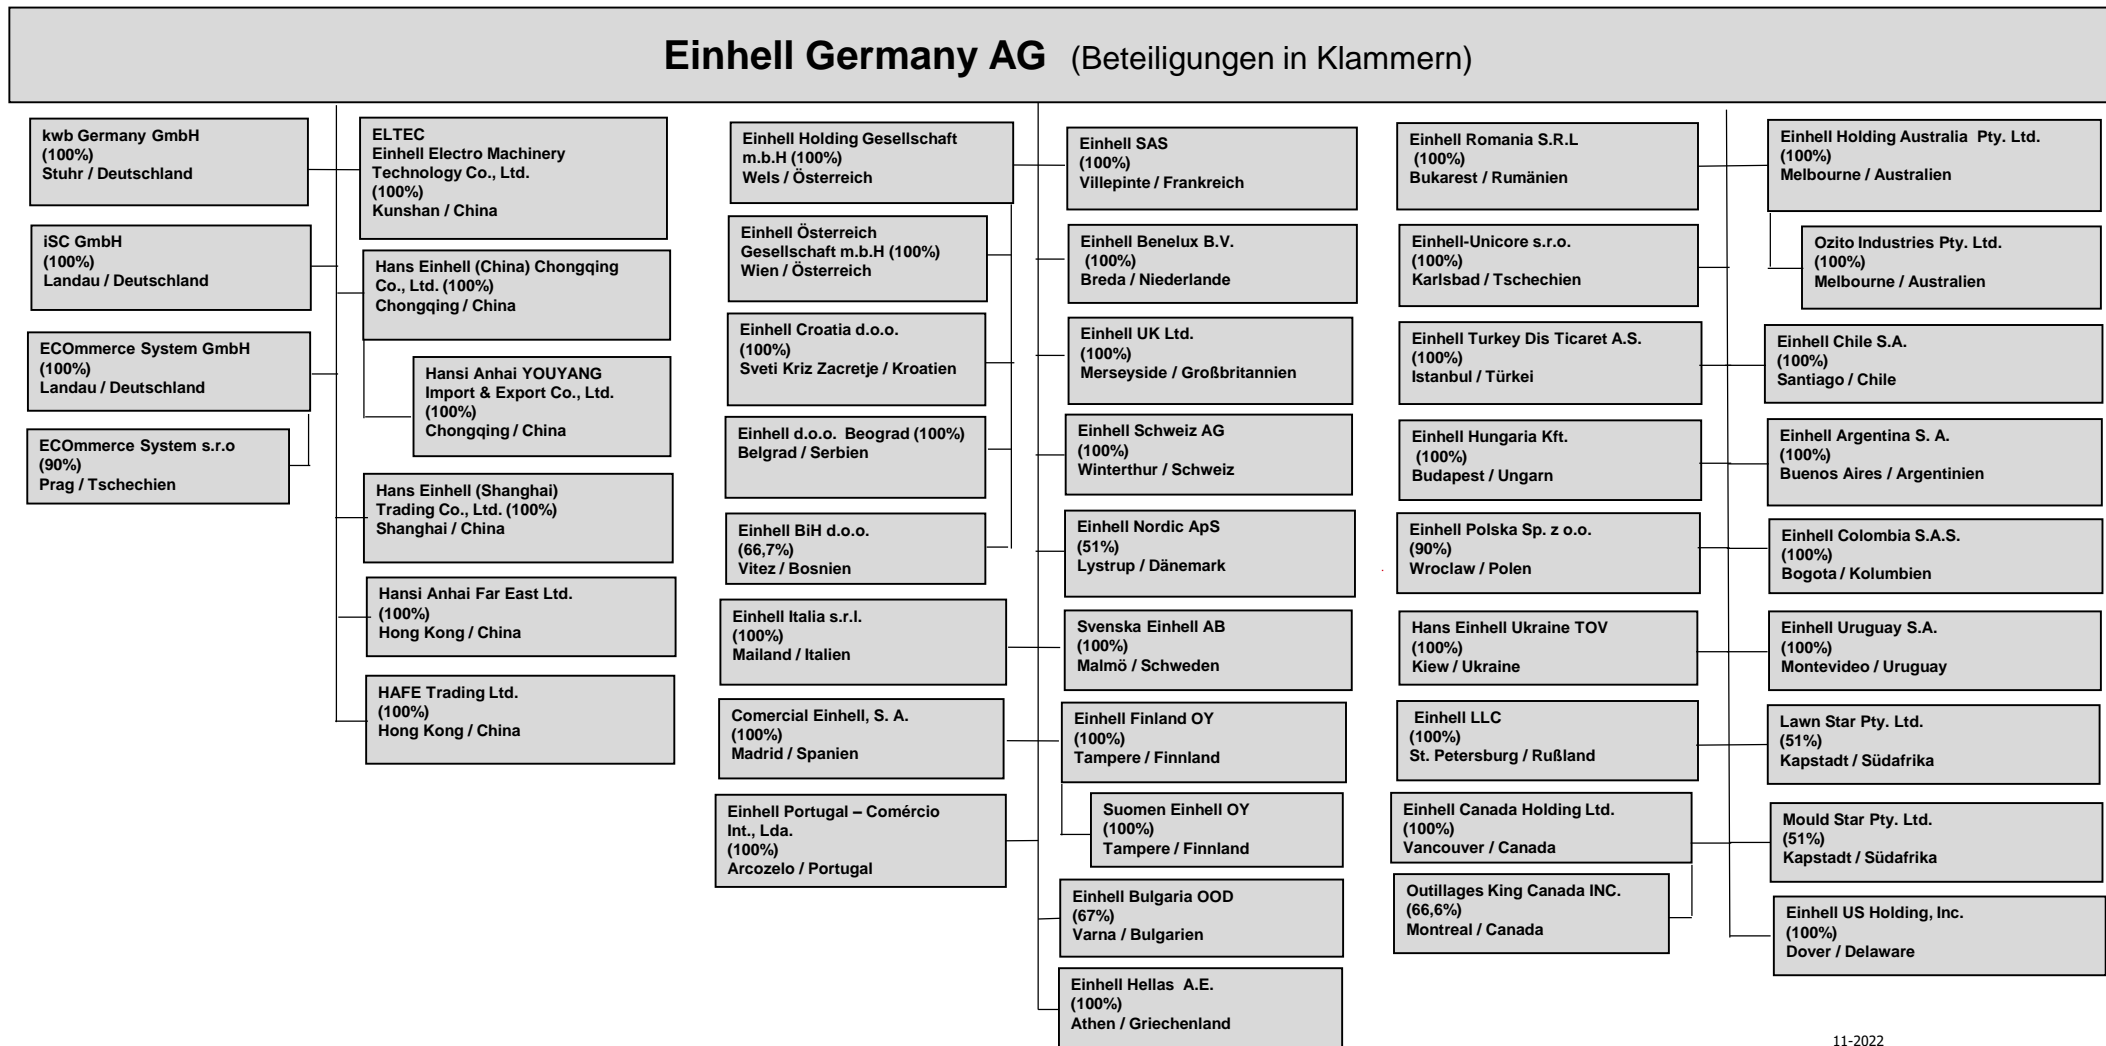 Einhell Germany AG (Beteiligungen in Klammern)
kwb Germany GmbH
(100%)
Stuhr / Deutschland
iSC GmbH
(100%)
Landau / Deutschland
ECOmmerce System GmbH
(100%)
Landau / Deutschland
ECOmmerce System s.r.o
(90%)
Prag / Tschechien
ELTEC
Einhell Electro Machinery
Technology Co., Ltd.
(100%)
Kunshan / China
Hans Einhell (China) Chongqing
Co., Ltd. (100%)
Chongqing / China
Hansi Anhai YOUYANG
Import & Export Co., Ltd.
(100%)
Chongqing / China
Hans Einhell (Shanghai)
Trading Co., Ltd. (100%)
Shanghai / China
Hansi Anhai Far East Ltd.
(100%)
Hong Kong / China
HAFE Trading Ltd.
(100%)
Hong Kong / China
Einhell Holding Gesellschaft
m.b.H (100%)
Wels / Österreich
Einhell Österreich
Gesellschaft m.b.H (100%)
Wien / Österreich
Einhell Croatia d.o.o.
(100%)
Sveti Kriz Zacretje / Kroatien
Einhell d.o.o. Beograd (100%)
Belgrad / Serbien
Einhell BiH d.o.o.
(66,7%)
Vitez / Bosnien
Einhell Italia s.r.l.
(100%)
Mailand / Italien
Comercial Einhell, S. A.
(100%)
Madrid / Spanien
Einhell Portugal – Comércio
Int., Lda.
(100%)
Arcozelo / Portugal
Einhell SAS
(100%)
Villepinte / Frankreich
Einhell Benelux B.V.
(100%)
Breda / Niederlande
Einhell UK Ltd.
(100%)
Merseyside / Großbritannien
Einhell Schweiz AG
(100%)
Winterthur / Schweiz
Einhell Nordic ApS
(51%)
Lystrup / Dänemark
Svenska Einhell AB
(100%)
Malmö / Schweden
Einhell Finland OY
(100%)
Tampere / Finnland
Suomen Einhell OY
(100%)
Tampere / Finnland
Einhell Bulgaria OOD
(67%)
Varna / Bulgarien
Einhell Hellas A.E.
(100%)
Athen / Griechenland
Einhell Romania S.R.L
(100%)
Bukarest / Rumänien
Einhell-Unicore s.r.o.
(100%)
Karlsbad / Tschechien
Einhell Turkey Dis Ticaret A.S.
(100%)
Istanbul / Türkei
Einhell Hungaria Kft.
(100%)
Budapest / Ungarn
Einhell Polska Sp. z o.o.
(90%)
Wroclaw / Polen
Hans Einhell Ukraine TOV
(100%)
Kiew / Ukraine
Einhell LLC
(100%)
St. Petersburg / Rußland
Einhell Canada Holding Ltd.
(100%)
Vancouver / Canada
Outillages King Canada INC.
(66,6%)
Montreal / Canada
Einhell Holding Australia Pty. Ltd.
(100%)
Melbourne / Australien
Ozito Industries Pty. Ltd.
(100%)
Melbourne / Australien
Einhell Chile S.A.
(100%)
Santiago / Chile
Einhell Argentina S. A.
(100%)
Buenos Aires / Argentinien
Einhell Colombia S.A.S.
(100%)
Bogota / Kolumbien
Einhell Uruguay S.A.
(100%)
Montevideo / Uruguay
Lawn Star Pty. Ltd.
(51%)
Kapstadt / Südafrika
Mould Star Pty. Ltd.
(51%)
Kapstadt / Südafrika
Einhell US Holding, Inc.
(100%)
Dover / Delaware
11-2022